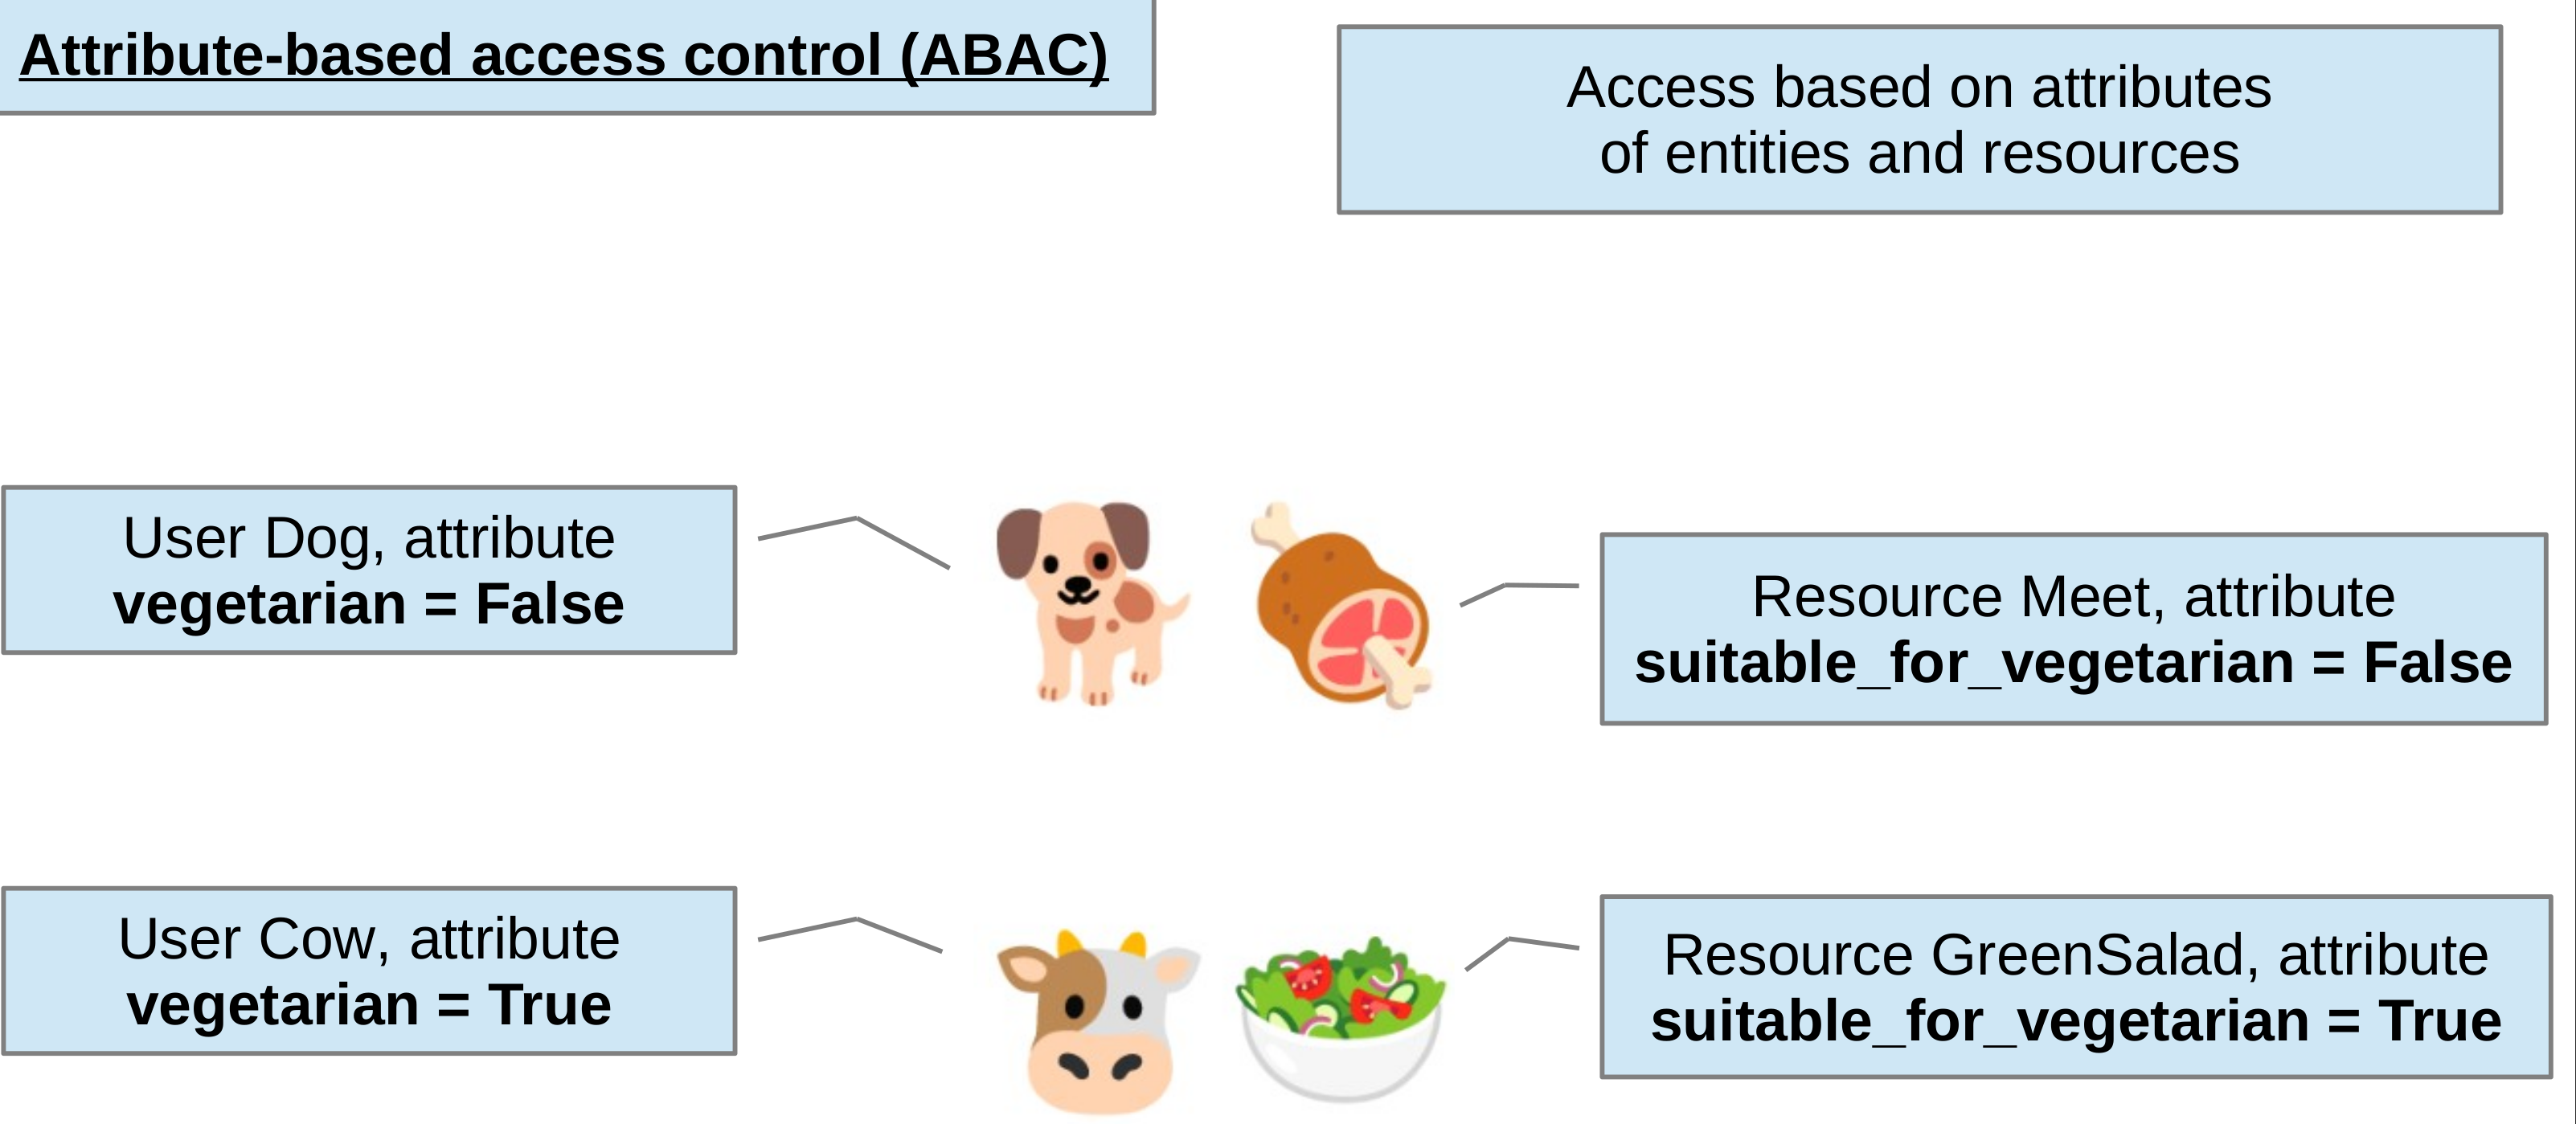 Attribute-based access control (ABAC)
Access based on attributes
of entities and resources
User Dog, attribute
vegetarian = False
Resource Meet, attribute
suitable_for_vegetarian = False
User Cow, attribute
vegetarian = True
Resource GreenSalad, attribute
suitable_for_vegetarian = True